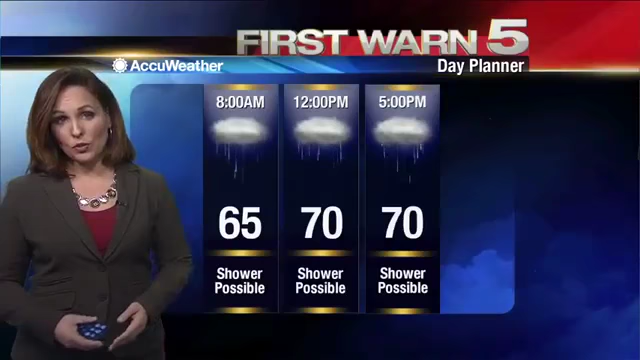 FIRST WARN 5
AccuWeather
Day Planner
8:00AM 12:00PM 5:00PM
65 70 70
Shower Possible Shower Possible Shower Possible